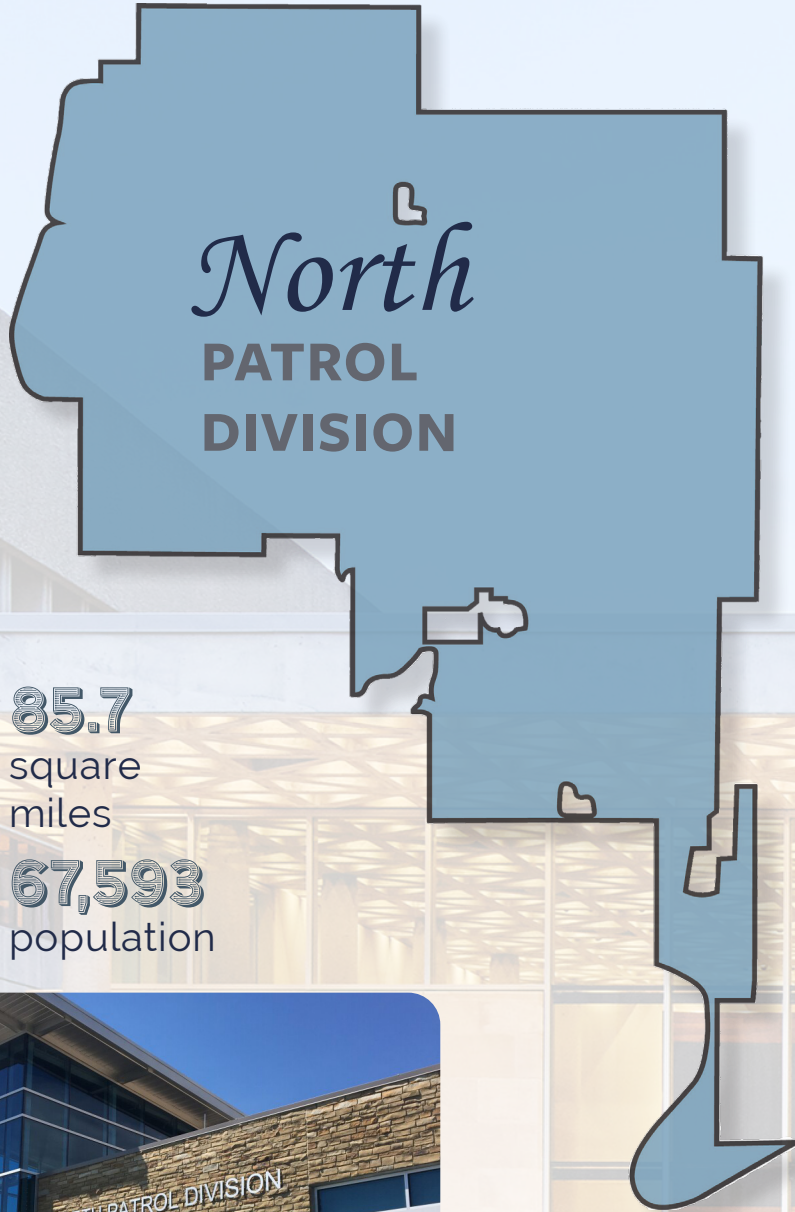 North
PATROL
DIVISION
85.7
square
miles
67,593
population
PATROL DIVISION